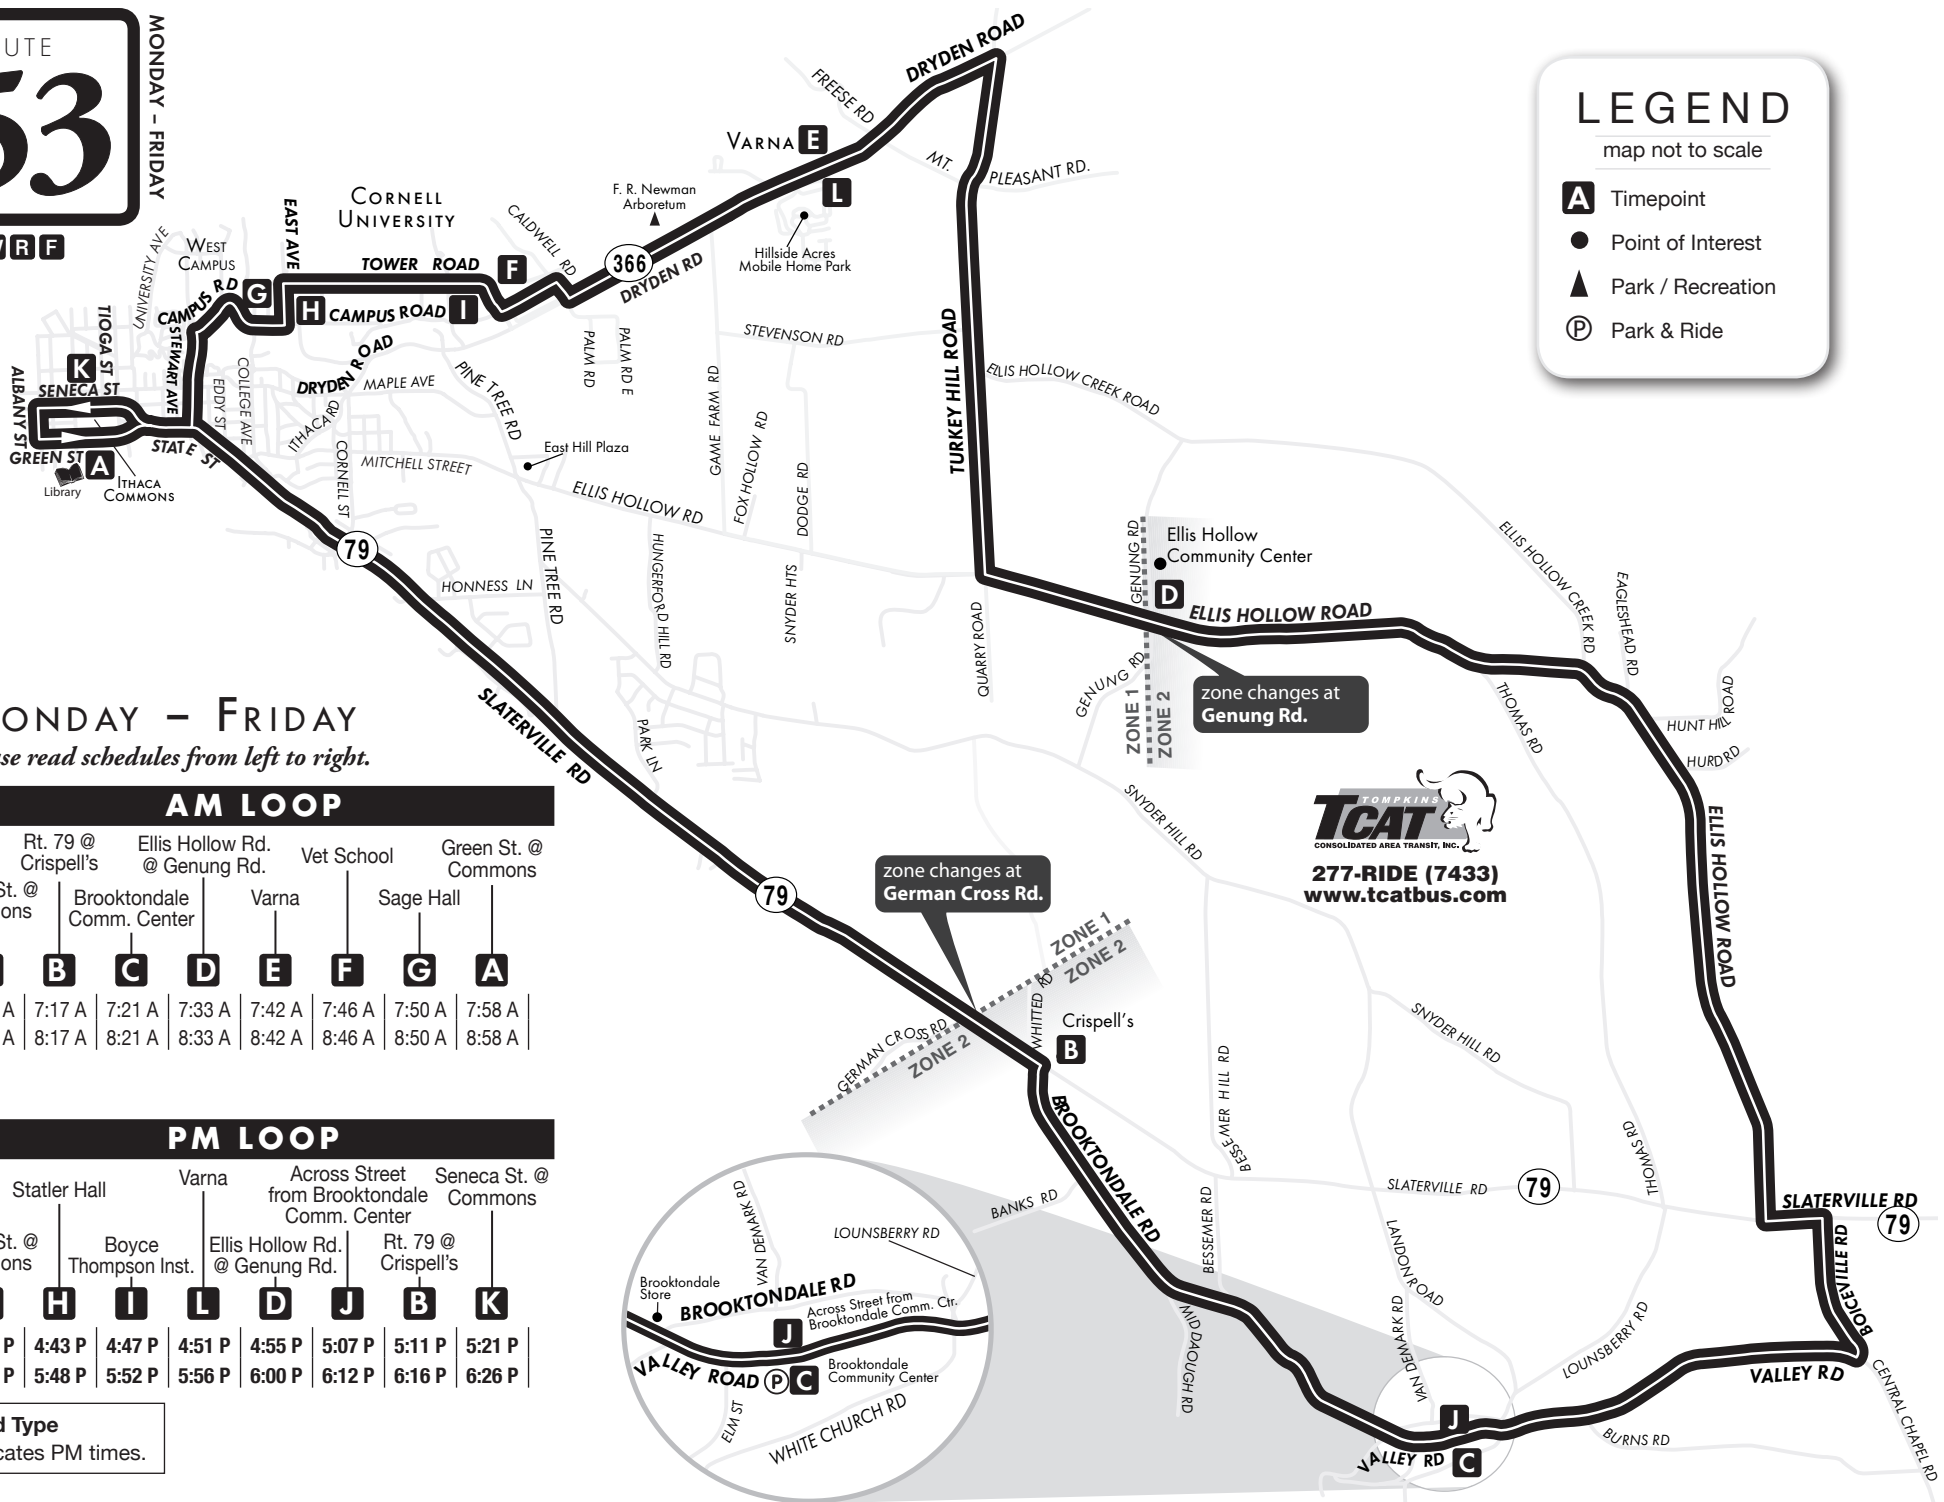 UTE
53
MONDAY – FRIDAY
R F
LEGEND
map not to scale
A Timepoint
Point of Interest
Park / Recreation
P Park & Ride
DRYDEN ROAD
FREESE RD
VARNA E
L
MT. PLEASANT RD.
F. R. Newman
Arboretum
Hillside Acres
Mobile Home Park
CORNELL
UNIVERSITY
EAST AVE
CALDWELL RD
366
DRYDEN RD
TOWER ROAD
F
WEST
CAMPUS
UNIVERSITY AVE
CAMPUS RD
G
H CAMPUS ROAD I
TIOGA ST
STEWART AVE
K
SENECA ST
ALBANY ST
GREEN ST
A
Library
ITHACA
COMMONS
STATE ST
EDDY ST
COLLEGE AVE
DRYDEN ROAD
MAPLE AVE
ITHACA RD
CORNELL ST
MITCHELL STREET
PINE TREE RD
East Hill Plaza
PALM RD
PALM RD E
STEVENSON RD
GAME FARM RD
FOX HOLLOW RD
DODGE RD
ELLIS HOLLOW RD
TURKEY HILL ROAD
ELLIS HOLLOW CREEK ROAD
79
HONNESS LN
PINE TREE RD
HUNGERFORD HILL RD
SNYDER HTS
QUARRY ROAD
GENUNG RD
Ellis Hollow
Community Center
D
ELLIS HOLLOW ROAD
GENUNG RD
ZONE 1
ZONE 2
zone changes at
Genung Rd.
ELLIS HOLLOW CREEK RD
EAGLESHEAD RD
THOMAS RD
HUNT HILL ROAD
HURD RD
SLATERVILLE RD
PARK LN
SNYDER HILL RD
TOMPKINS
TCAT
CONSOLIDATED AREA TRANSIT, INC.
277-RIDE (7433)
www.tcatbus.com
ELLIS HOLLOW ROAD
79
zone changes at
German Cross Rd.
ZONE 1
ZONE 2
WHITTED RD
GERMAN CROSS RD
ZONE 2
Crispell's
B
SNYDER HILL RD
BESSEMER HILL RD
BROOKTONDALE RD
BANKS RD
BESSEMER RD
SLATERVILLE RD 79
THOMAS RD
SLATERVILLE RD
79
BOICEVILLE RD
LANDON ROAD
VAN DEMARK RD
LOUNSBERRY RD
MIDDAOUGH RD
VALLEY RD
CENTRAL CHAPEL RD
J
VALLEY RD C
BURNS RD
VAN DEMARK RD
LOUNSBERRY RD
Brooktondale
Store
BROOKTONDALE RD
J
Across Street from
Brooktondale Comm. Ctr.
VALLEY ROAD P C
Brooktondale
Community Center
ELM ST
WHITE CHURCH RD
ONDAY – FRIDAY
se read schedules from left to right.
AM LOOP
Rt. 79 @ Crispell's
Ellis Hollow Rd. @ Genung Rd.
Vet School
Green St. @ Commons
St. @ ons
Brooktondale Comm. Center
Varna
Sage Hall
B C D E F G A
A 7:17 A 7:21 A 7:33 A 7:42 A 7:46 A 7:50 A 7:58 A
A 8:17 A 8:21 A 8:33 A 8:42 A 8:46 A 8:50 A 8:58 A
PM LOOP
Statler Hall
Varna
Across Street from Brooktondale Comm. Center
Seneca St. @ Commons
St. @ ons
Boyce Thompson Inst.
Ellis Hollow Rd. @ Genung Rd.
Rt. 79 @ Crispell's
H I L D J B K
P 4:43 P 4:47 P 4:51 P 4:55 P 5:07 P 5:11 P 5:21 P
P 5:48 P 5:52 P 5:56 P 6:00 P 6:12 P 6:16 P 6:26 P
d Type
cates PM times.